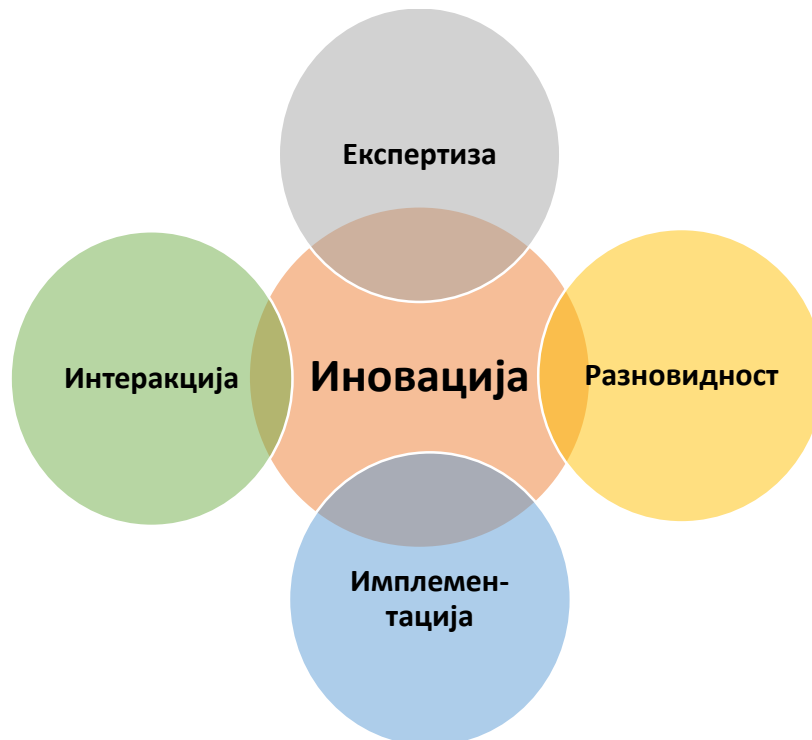 Експертиза
Интеракција
Иновација
Разновидност
Имплемен-
тација